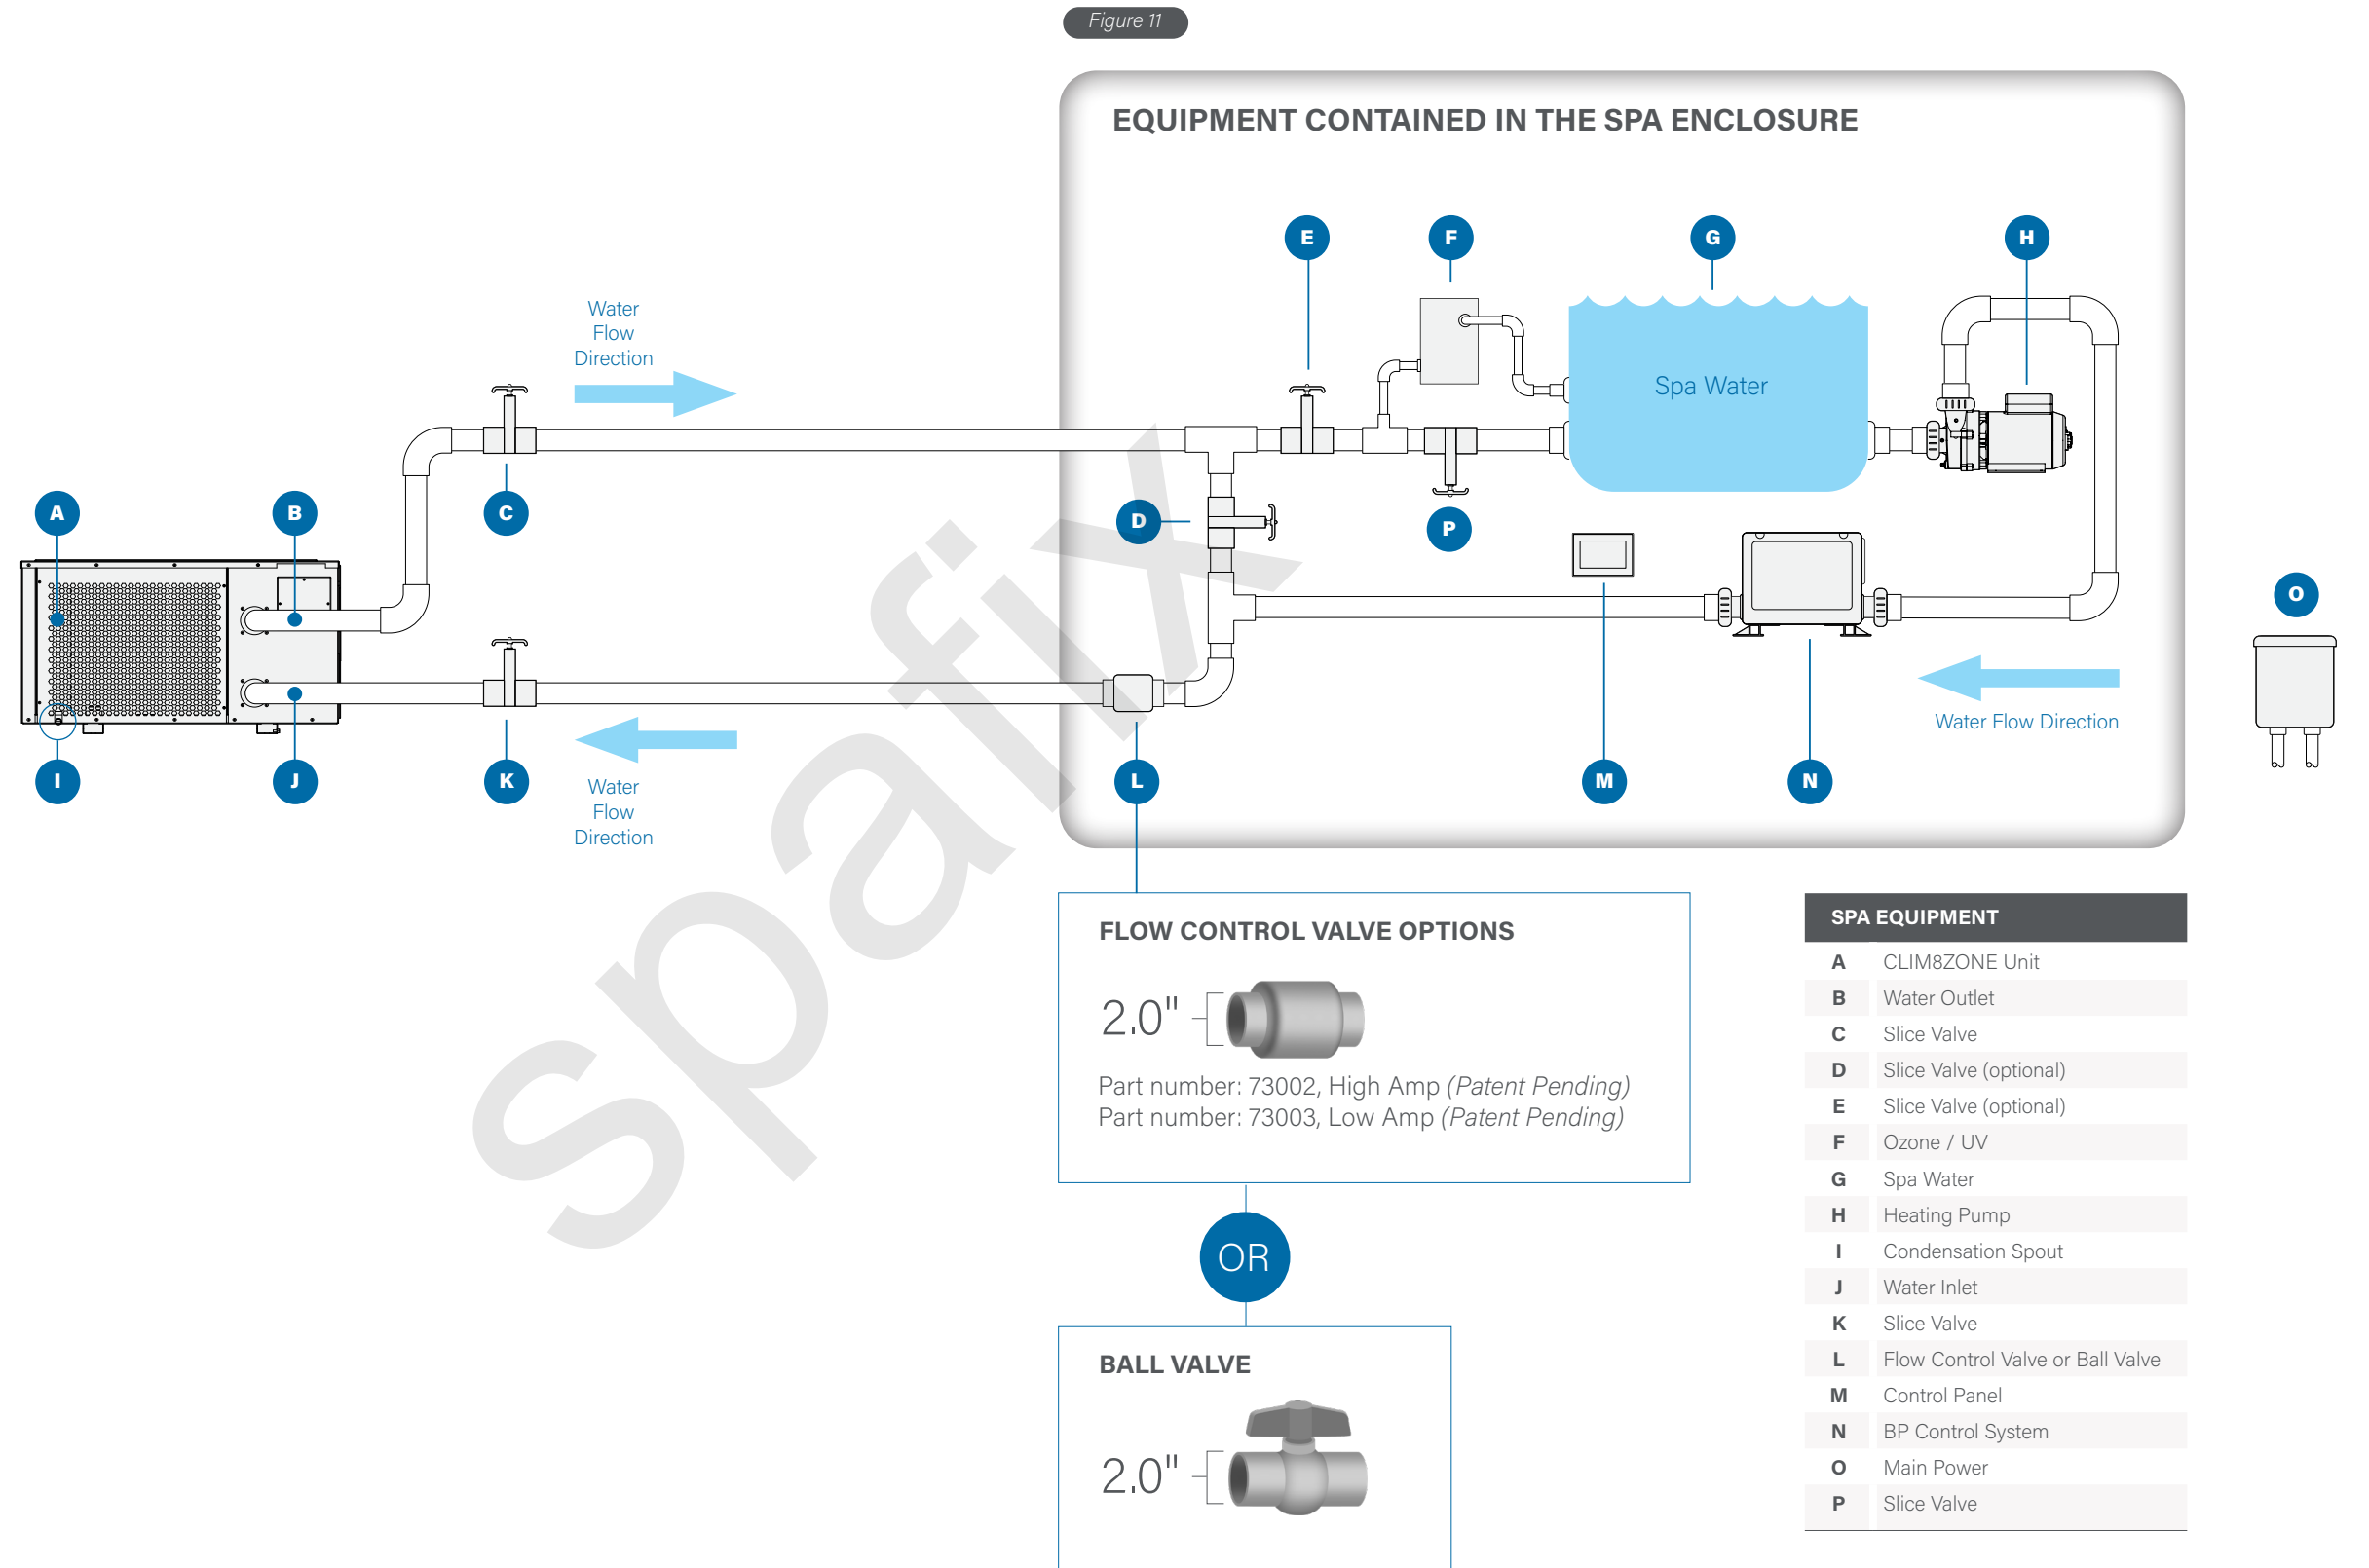 Figure 11
EQUIPMENT CONTAINED IN THE SPA ENCLOSURE
E
F
G
H
Water
Flow
Direction
Spa Water
A
B
C
D
P
O
Water Flow Direction
I
J
K
Water
Flow
Direction
L
M
N
spafix
FLOW CONTROL VALVE OPTIONS
2.0"
Part number: 73002, High Amp (Patent Pending)
Part number: 73003, Low Amp (Patent Pending)
OR
BALL VALVE
2.0"
SPA EQUIPMENT
A CLIM8ZONE Unit
B Water Outlet
C Slice Valve
D Slice Valve (optional)
E Slice Valve (optional)
F Ozone / UV
G Spa Water
H Heating Pump
I Condensation Spout
J Water Inlet
K Slice Valve
L Flow Control Valve or Ball Valve
M Control Panel
N BP Control System
O Main Power
P Slice Valve